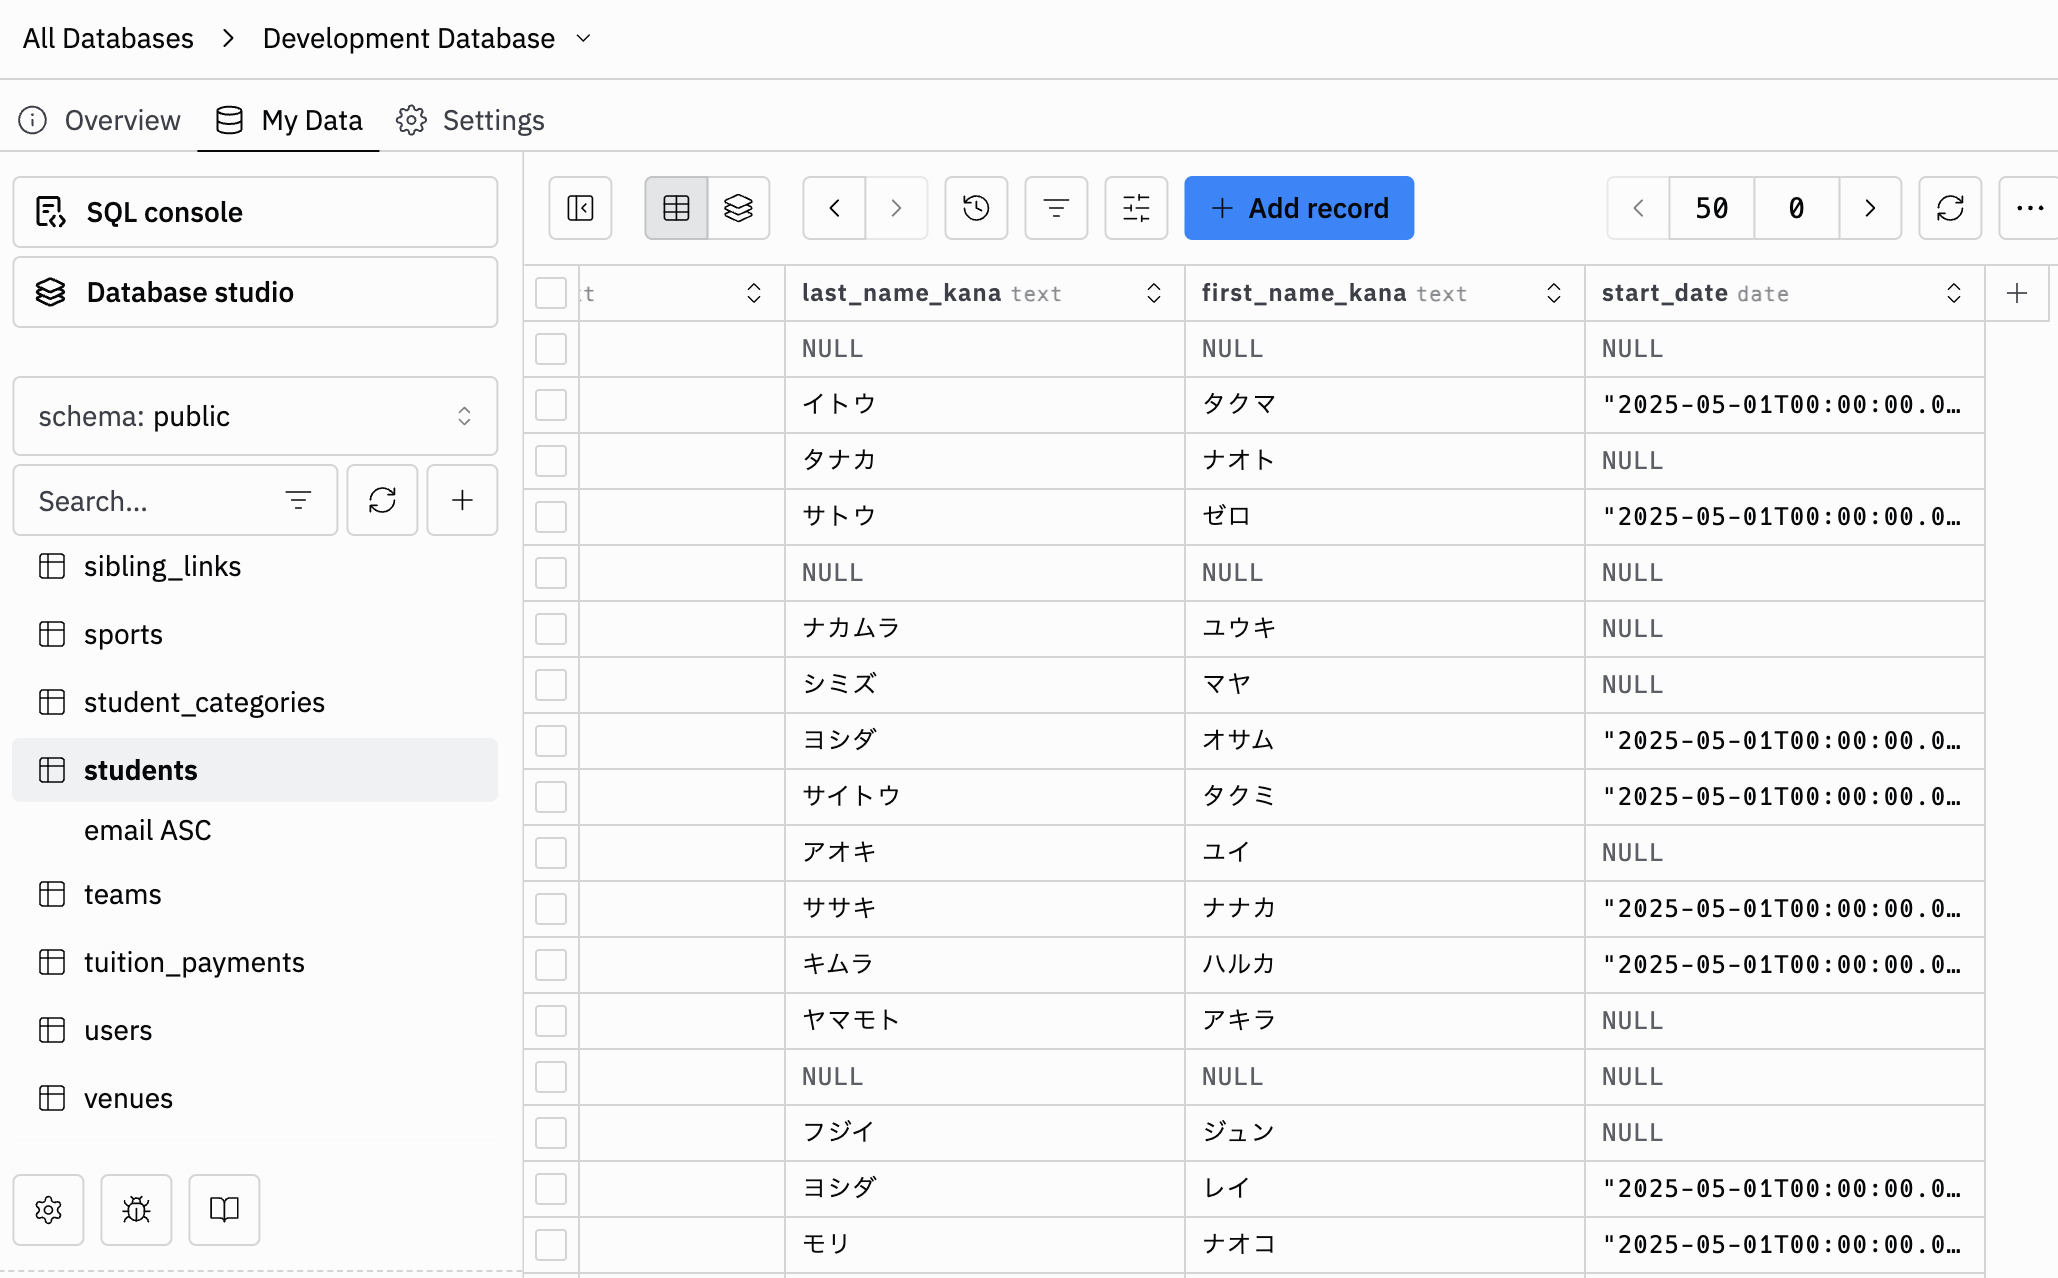 All Databases > Development Database
Overview My Data Settings
SQL console
Database studio
schema: public
Search...
sibling_links
sports
student_categories
students
email ASC
teams
tuition_payments
users
venues
+ Add record 50 0
last_name_kana text first_name_kana text start_date date
NULL NULL NULL
イトウ タクマ "2025-05-01T00:00:00.0…
タナカ ナオト NULL
サトウ ゼロ "2025-05-01T00:00:00.0…
NULL NULL NULL
ナカムラ ユウキ NULL
シミズ マヤ NULL
ヨシダ オサム "2025-05-01T00:00:00.0…
サイトウ タクミ "2025-05-01T00:00:00.0…
アオキ ユイ NULL
ササキ ナナカ "2025-05-01T00:00:00.0…
キムラ ハルカ "2025-05-01T00:00:00.0…
ヤマモト アキラ NULL
NULL NULL NULL
フジイ ジュン NULL
ヨシダ レイ "2025-05-01T00:00:00.0…
モリ ナオコ "2025-05-01T00:00:00.0…